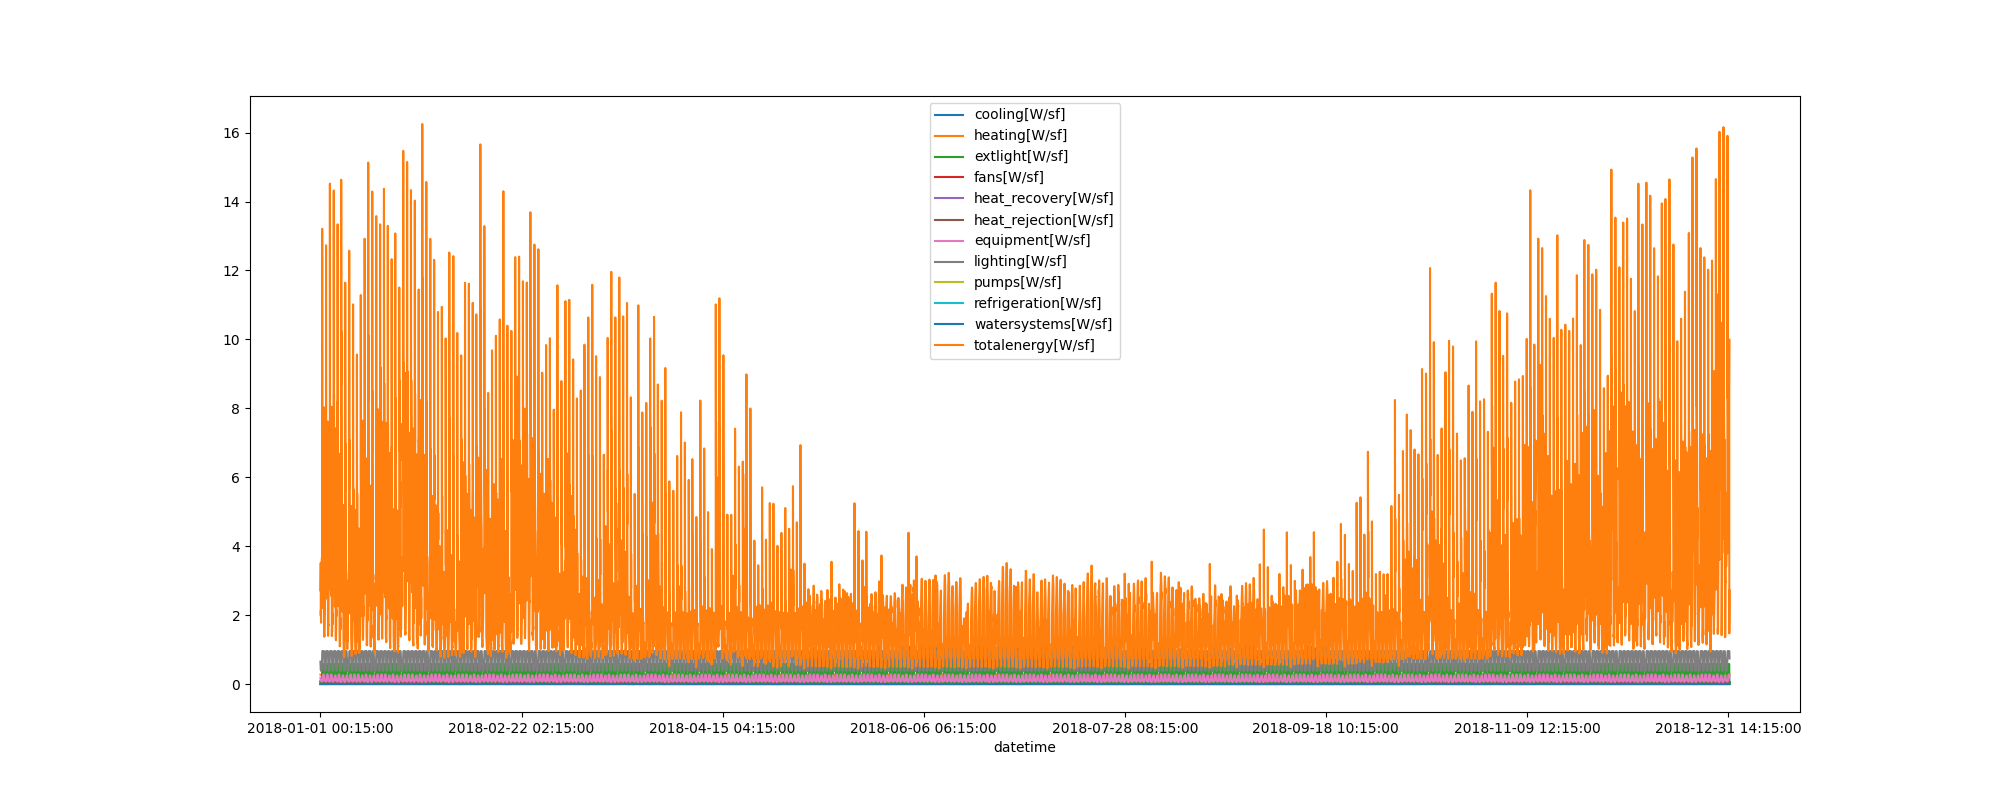 16
14
12
10
8
6
4
2
0
cooling[W/sf]
heating[W/sf]
extlight[W/sf]
fans[W/sf]
heat_recovery[W/sf]
heat_rejection[W/sf]
equipment[W/sf]
lighting[W/sf]
pumps[W/sf]
refrigeration[W/sf]
watersystems[W/sf]
totalenergy[W/sf]
2018-01-01 00:15:00 2018-02-22 02:15:00 2018-04-15 04:15:00 2018-06-06 06:15:00 2018-07-28 08:15:00 2018-09-18 10:15:00 2018-11-09 12:15:00 2018-12-31 14:15:00
datetime